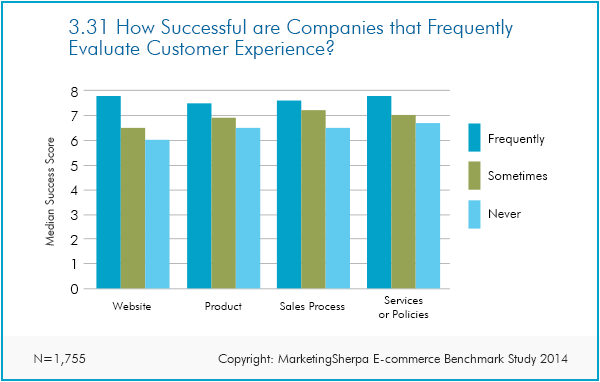 3.31 How Successful are Companies that Frequently
Evaluate Customer Experience?
Median Success Score
8
7
6
5
4
3
2
1
0
Website
Product
Sales Process
Services
or Policies
Frequently
Sometimes
Never
N=1,755
Copyright: MarketingSherpa E-commerce Benchmark Study 2014